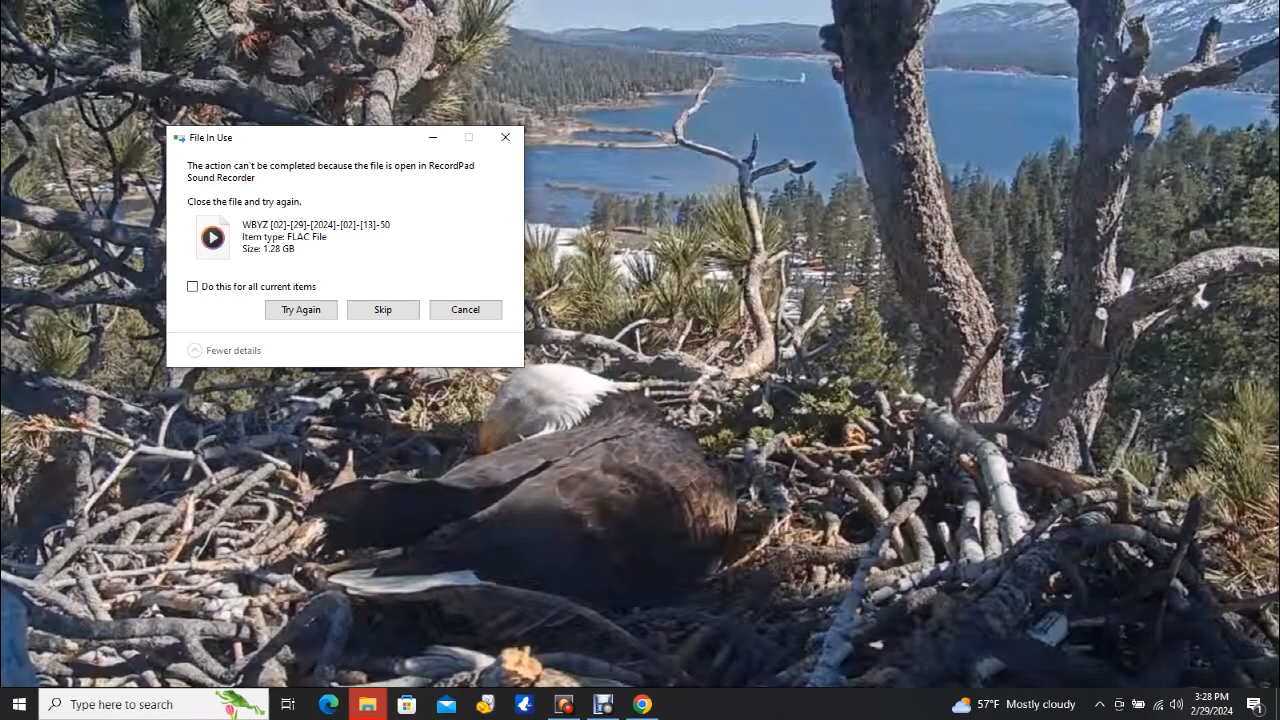 File In Use
The action can't be completed because the file is open in RecordPad
Sound Recorder
Close the file and try again.
WBYZ [02]-[29]-[2024]-[02]-[13]-50
Item type: FLAC File
Size: 1.28 GB
Do this for all current items
Try Again
Skip
Cancel
Fewer details
Type here to search
57°F Mostly cloudy
3:28 PM
2/29/2024
1